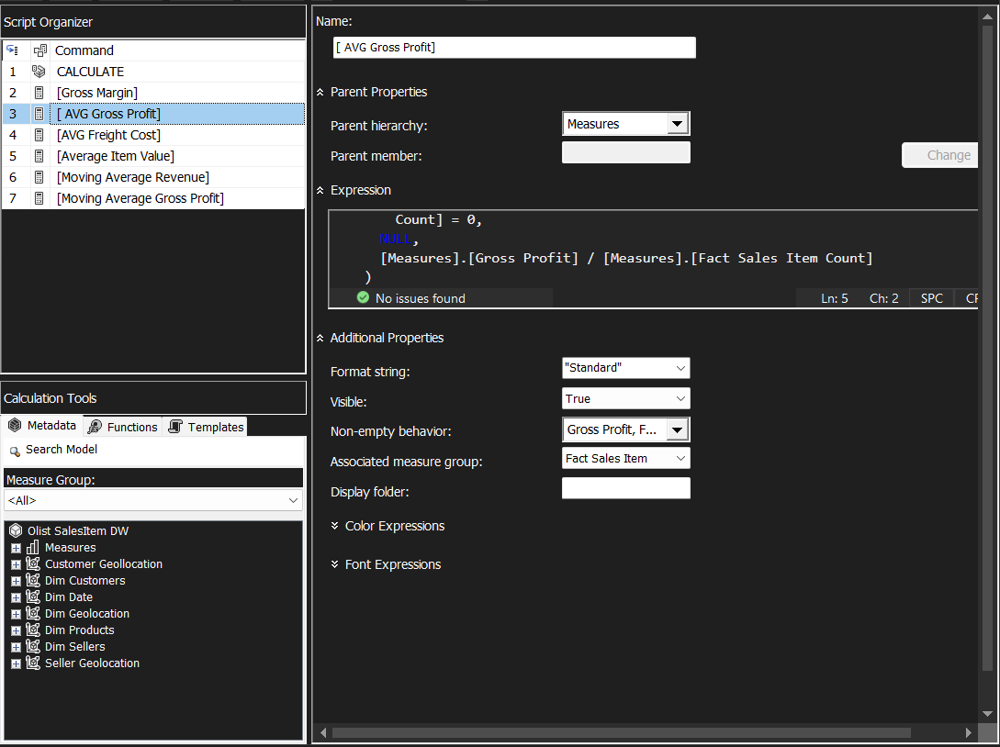 Script Organizer
Command
1 CALCULATE
2 [Gross Margin]
3 [ AVG Gross Profit]
4 [AVG Freight Cost]
5 [Average Item Value]
6 [Moving Average Revenue]
7 [Moving Average Gross Profit]
Calculation Tools
Metadata Functions Templates
Search Model
Measure Group:
<All>
Olist SalesItem DW
Measures
Customer Geollocation
Dim Customers
Dim Date
Dim Geolocation
Dim Products
Dim Sellers
Seller Geolocation
Name:
[ AVG Gross Profit]
Parent Properties
Parent hierarchy: Measures
Parent member: Change
Expression
Count] = 0,
NULL,
[Measures].[Gross Profit] / [Measures].[Fact Sales Item Count]
)
No issues found Ln: 5 Ch: 2 SPC
Additional Properties
Format string: "Standard"
Visible: True
Non-empty behavior: Gross Profit, F...
Associated measure group: Fact Sales Item
Display folder:
Color Expressions
Font Expressions